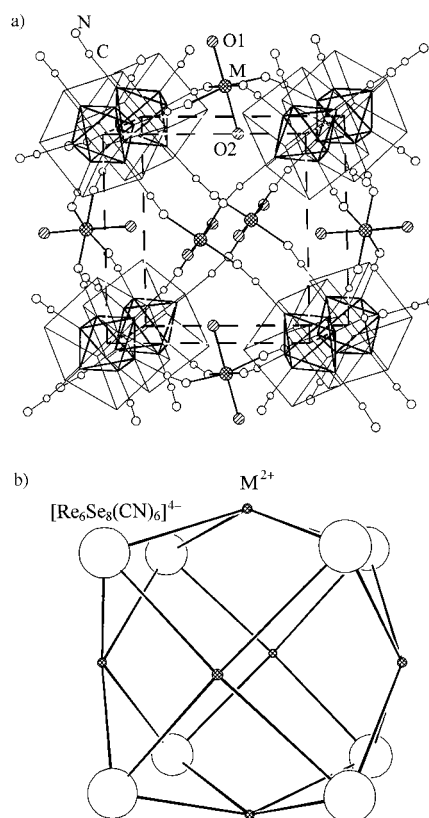 a)
N
O1
C
M
O2
b)
M²⁺
[Re₆Se₈(CN)₆]⁴⁻